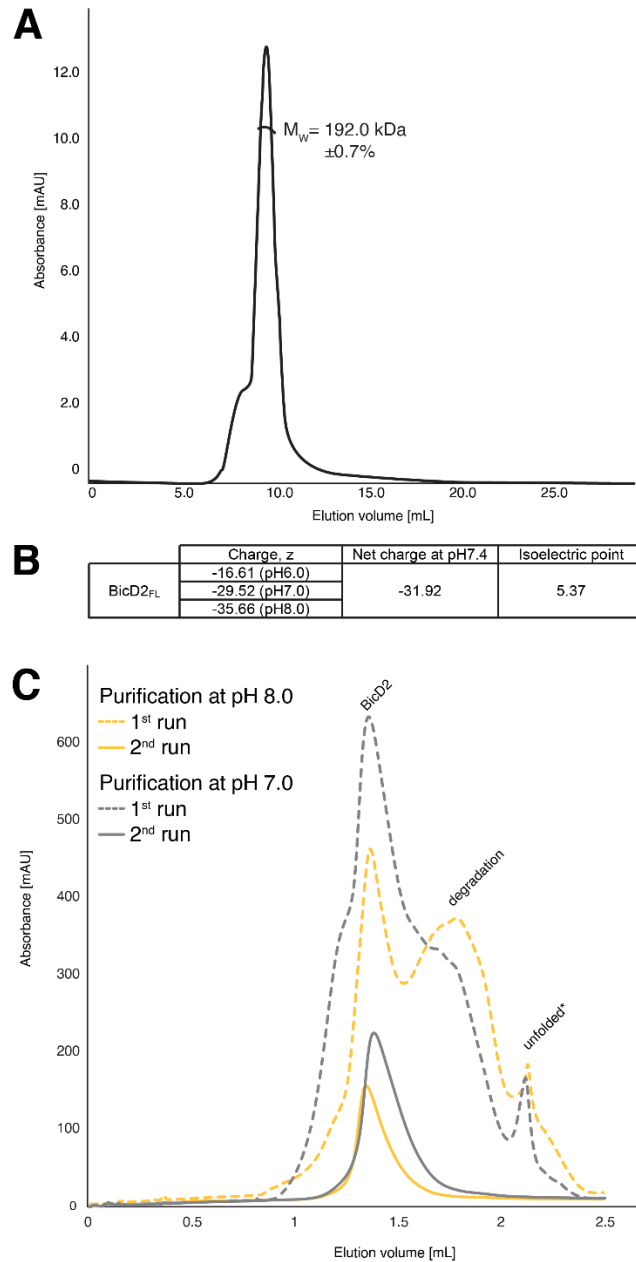 A
12.0
10.0
8.0
6.0
4.0
2.0
0
Absorbance [mAU]
Mw= 192.0 kDa
±0.7%
0 5.0 10.0 15.0 20.0 25.0
Elution volume [mL]
B
Charge, z Net charge at pH7.4 Isoelectric point
BicD2FL
-16.61 (pH6.0)
-29.52 (pH7.0)
-35.66 (pH8.0)
-31.92
5.37
C
Purification at pH 8.0
1st run
2nd run
Purification at pH 7.0
1st run
2nd run
BicD2
degradation
unfolded*
600
500
400
300
200
100
0
Absorbance [mAU]
0 0.5 1 1.5 2 2.5
Elution volume [mL]